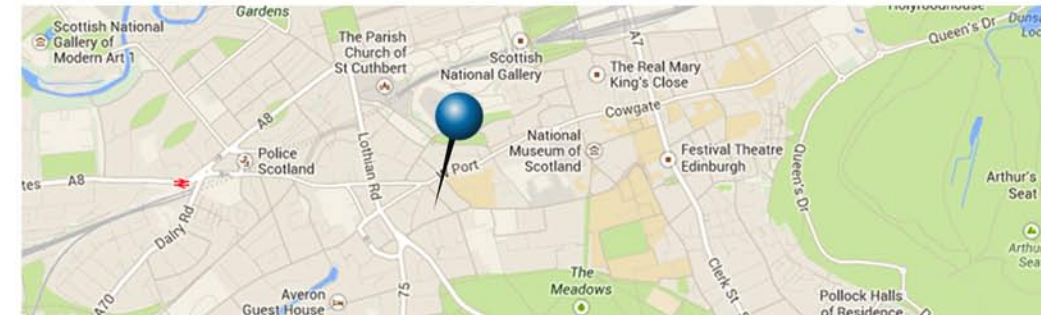 Gardens
Scottish National
Gallery of
Modern Art 1
The Parish
Church of
St Cuthbert
Scottish
National Gallery
A7
The Real Mary
King's Close
Holyroodhouse
Queen's Dr
A8
Lothian Rd
Cowgate
Police
Scotland
Port
National
Museum of
Scotland
Festival Theatre
Edinburgh
Queen's Dr
Arthur's
Seat
tes
A8
Dalry Rd
A70
Averon
Guest House
75
The
Meadows
Clerk St
Pollock Halls
of Residence